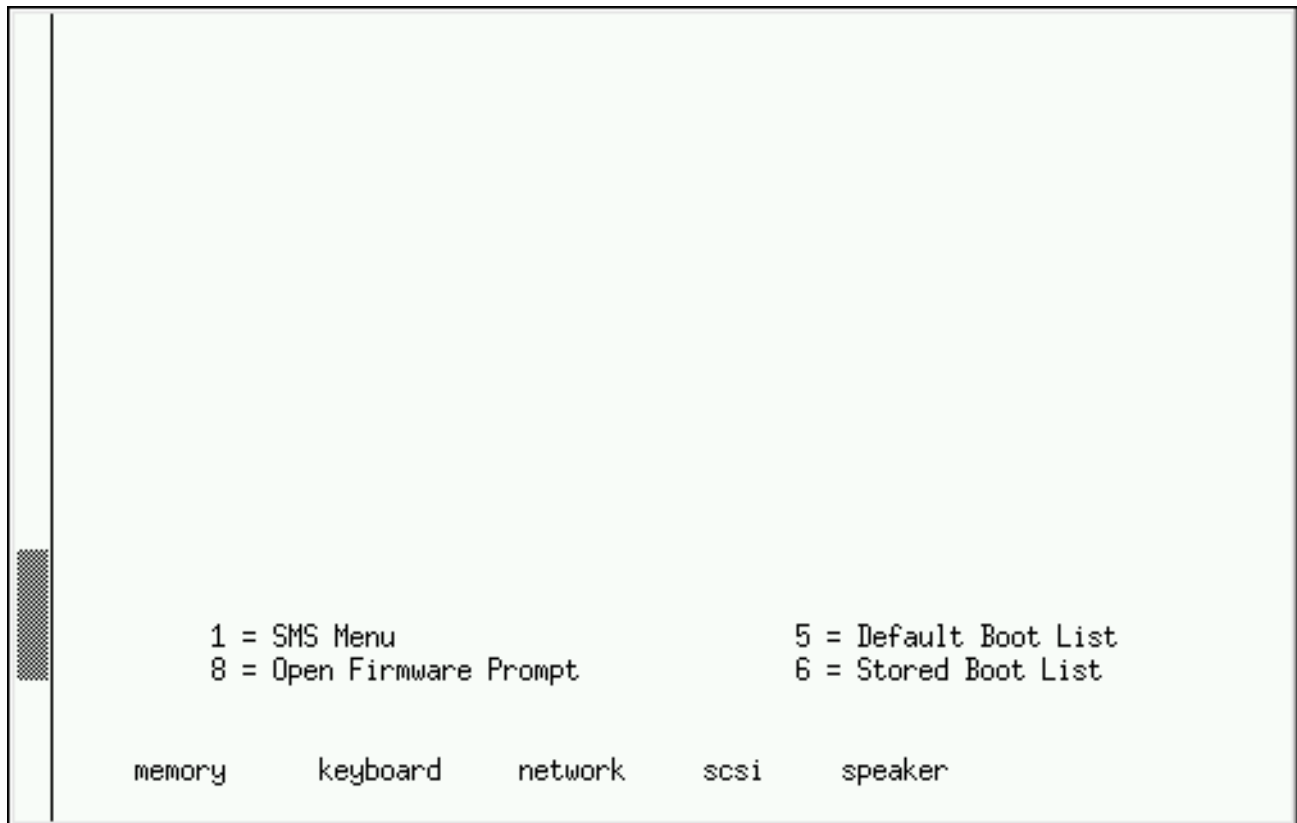 1 = SMS Menu                          5 = Default Boot List
8 = Open Firmware Prompt              6 = Stored Boot List
memory      keyboard     network     scsi     speaker